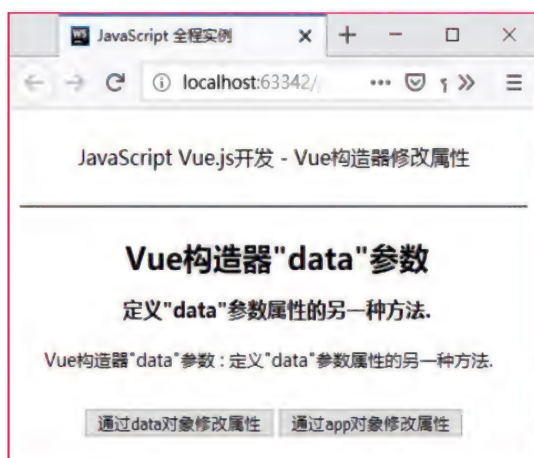 JavaScript 全程实例
localhost:63342/
JavaScript Vue.js开发 - Vue构造器修改属性
Vue构造器"data"参数
定义"data"参数属性的另一种方法.
Vue构造器"data"参数 : 定义"data"参数属性的另一种方法.
通过data对象修改属性 通过app对象修改属性